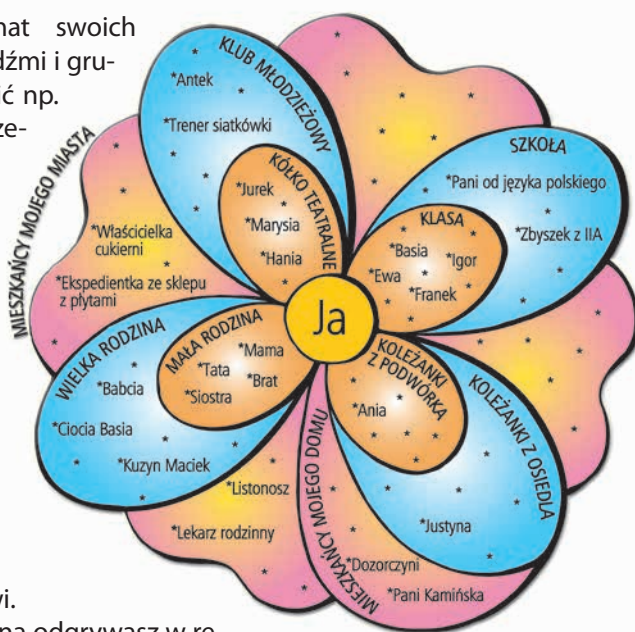 nat swoich
dźmi i gru-
ić np.
ze-
MIESZKAŃCY MOJEGO MIASTA
*Właścicielka
cukierni
*Ekspedientka ze sklepu
z płytami
KLUB MŁODZIEŻOWY
*Antek
*Trener siatkówki
KÓŁKO TEATRALNE
*Jurek
*Marysia
*Hania
SZKOŁA
*Pani od języka polskiego
*Zbyszek z IIA
KLASA
*Basia
*Igor
*Ewa
*Franek
Ja
WIELKA RODZINA
*Babcia
*Ciocia Basia
*Kuzyn Maciek
MAŁA RODZINA
*Mama
*Tata
*Brat
*Siostra
KOLEŻANKI
Z PODWÓRKA
*Ania
KOLEŻANKI Z OSIEDLA
*Justyna
MIESZKAŃCY MOJEGO DOMU
*Dozorczyni
*Pani Kamińska
*Listonosz
*Lekarz rodzinny
vi.
na odgrywasz w re-